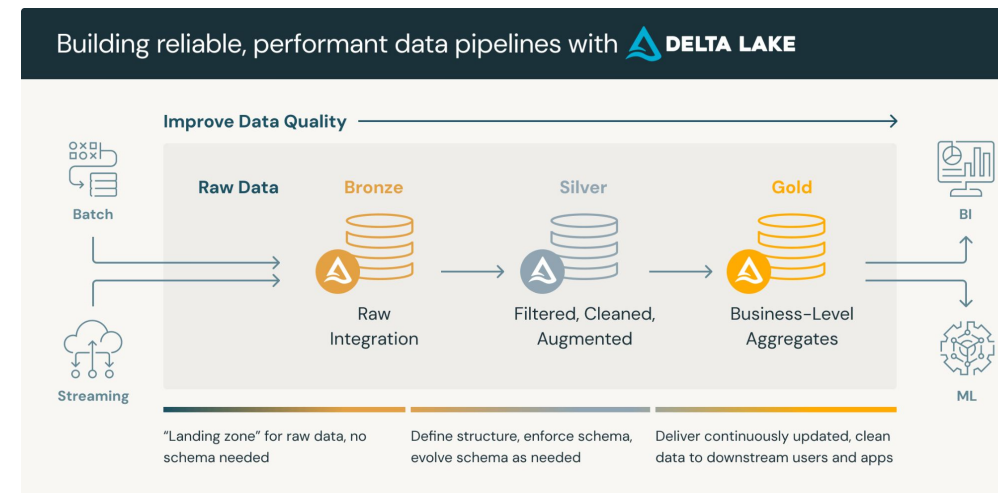 Building reliable, performant data pipelines with DELTA LAKE
Improve Data Quality
Raw Data
Bronze
Silver
Gold
Batch
BI
Raw
Integration
Filtered, Cleaned,
Augmented
Business-Level
Aggregates
Streaming
ML
“Landing zone” for raw data, no
schema needed
Define structure, enforce schema,
evolve schema as needed
Deliver continuously updated, clean
data to downstream users and apps